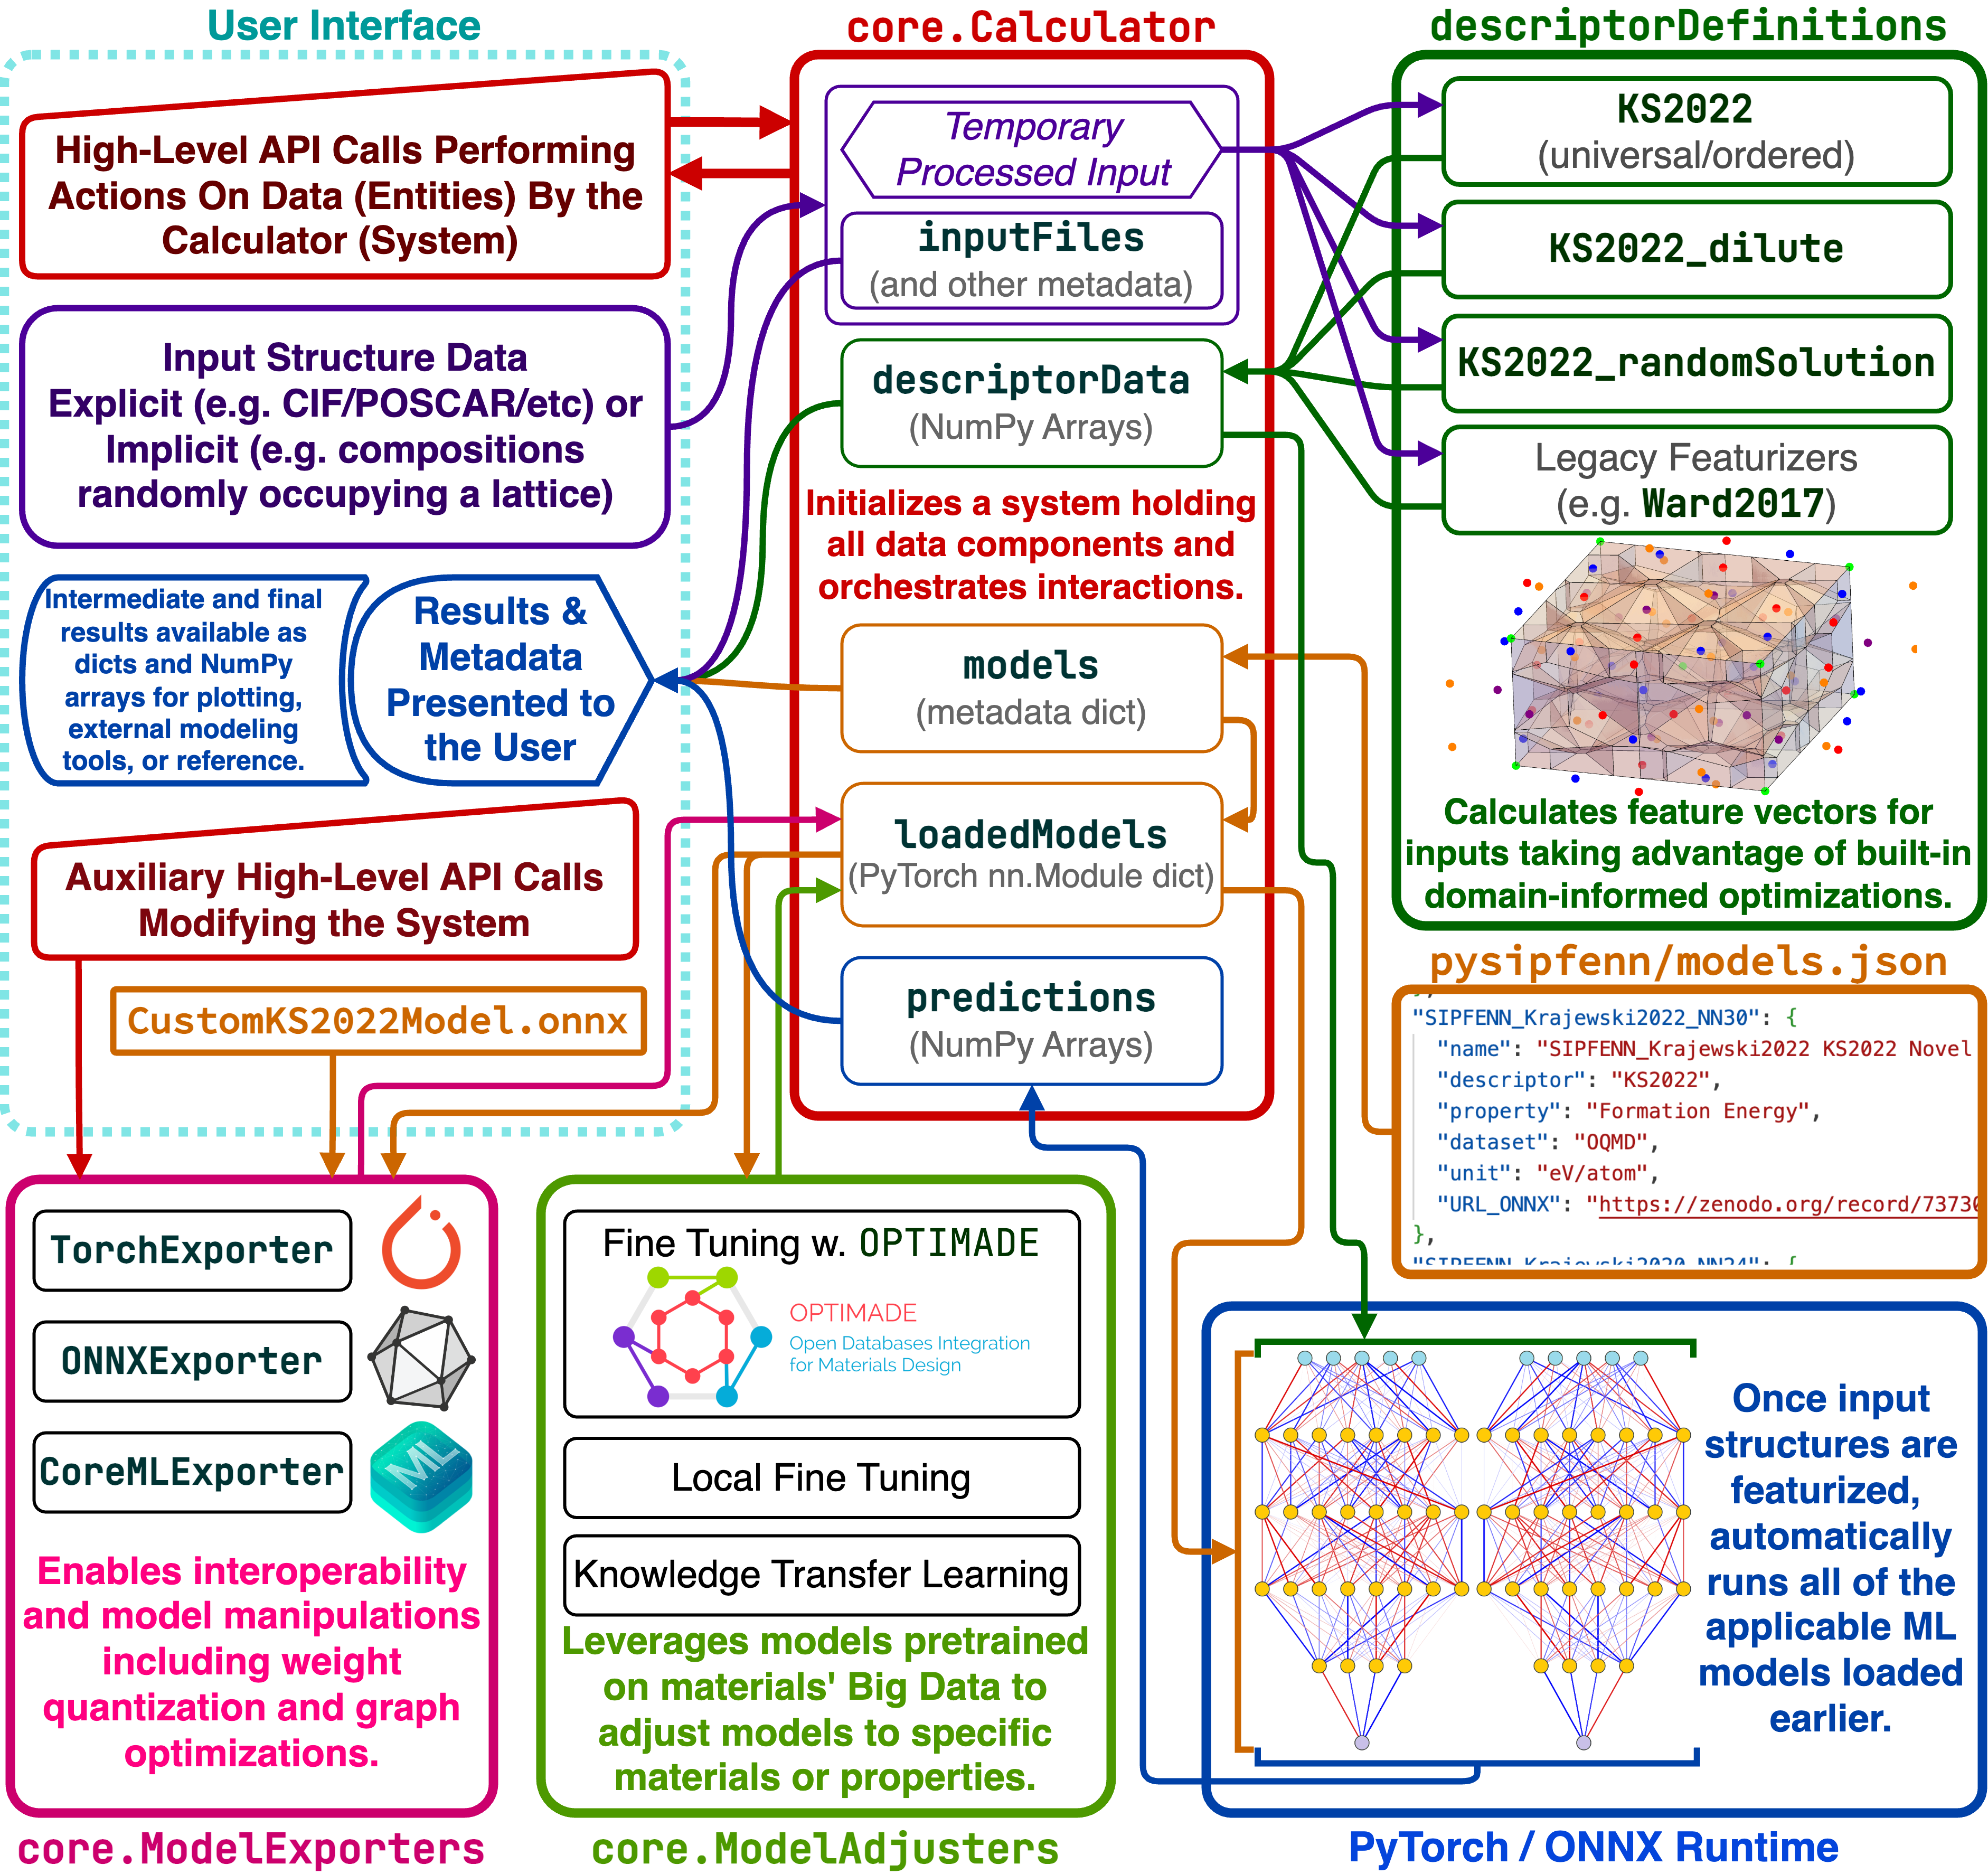 User Interface
High-Level API Calls Performing
Actions On Data (Entities) By the
Calculator (System)
Input Structure Data
Explicit (e.g. CIF/POSCAR/etc) or
Implicit (e.g. compositions
randomly occupying a lattice)
Intermediate and final
results available as
dicts and NumPy
arrays for plotting,
external modeling
tools, or reference.
Results &
Metadata
Presented to
the User
Auxiliary High-Level API Calls
Modifying the System
CustomKS2022Model.onnx
core.Calculator
Temporary
Processed Input
inputFiles
(and other metadata)
descriptorData
(NumPy Arrays)
Initializes a system holding
all data components and
orchestrates interactions.
models
(metadata dict)
loadedModels
(PyTorch nn.Module dict)
predictions
(NumPy Arrays)
descriptorDefinitions
KS2022
(universal/ordered)
KS2022_dilute
KS2022_randomSolution
Legacy Featurizers
(e.g. Ward2017)
Calculates feature vectors for
inputs taking advantage of built-in
domain-informed optimizations.
pysipfenn/models.json
},
"SIPFENN_Krajewski2022_NN30": {
"name": "SIPFENN_Krajewski2022 KS2022 Novel
"descriptor": "KS2022",
"property": "Formation Energy",
"dataset": "OQMD",
"unit": "eV/atom",
"URL_ONNX": "https://zenodo.org/record/73730
},
"SIPFENN_Krajewski2020_NN24": {
TorchExporter
ONNXExporter
CoreMLExporter
ML
Enables interoperability
and model manipulations
including weight
quantization and graph
optimizations.
core.ModelExporters
Fine Tuning w. OPTIMADE
OPTIMADE
Open Databases Integration
for Materials Design
Local Fine Tuning
Knowledge Transfer Learning
Leverages models pretrained
on materials' Big Data to
adjust models to specific
materials or properties.
core.ModelAdjusters
Once input
structures are
featurized,
automatically
runs all of the
applicable ML
models loaded
earlier.
PyTorch / ONNX Runtime